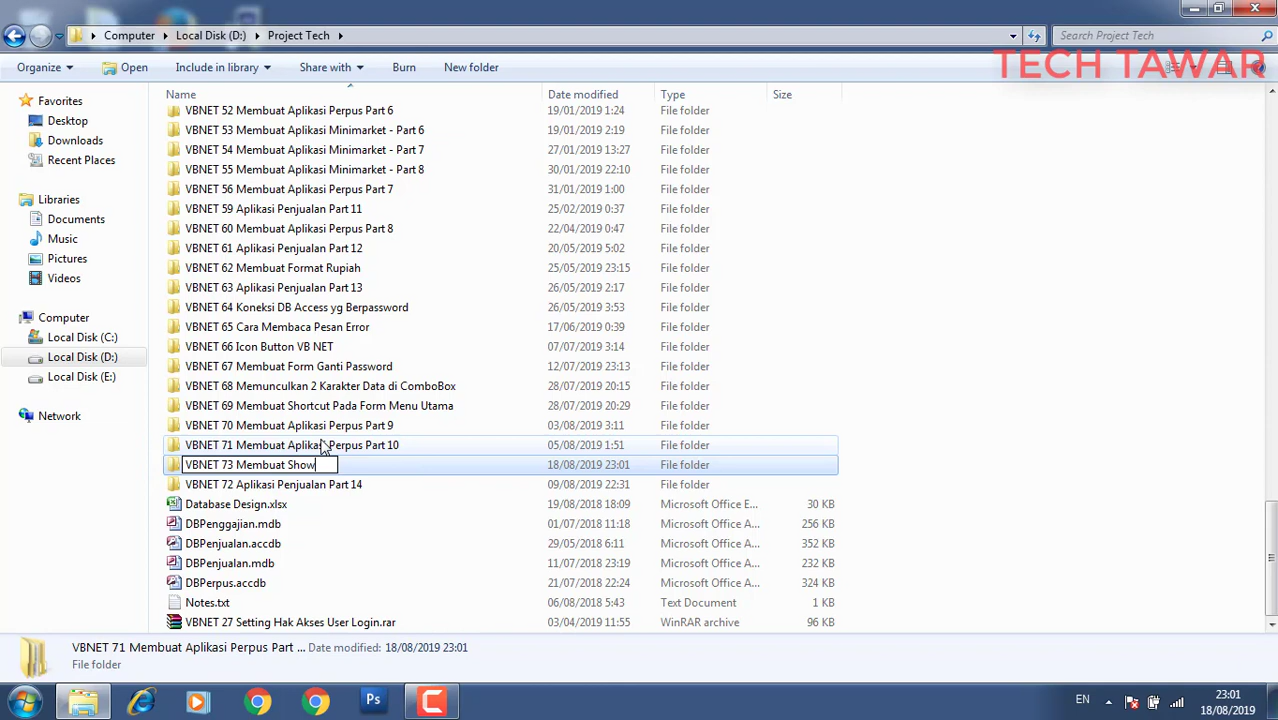 Computer Local Disk (D:) Project Tech Search Project Tech
TECH TAWAR
Organize Open Include in library Share with Burn New folder
Name Date modified Type Size
Favorites
Desktop
Downloads
Recent Places
Libraries
Documents
Music
Pictures
Videos
Computer
Local Disk (C:)
Local Disk (D:)
Local Disk (E:)
Network
VBNET 52 Membuat Aplikasi Perpus Part 6 19/01/2019 1:24 File folder
VBNET 53 Membuat Aplikasi Minimarket - Part 6 19/01/2019 2:19 File folder
VBNET 54 Membuat Aplikasi Minimarket - Part 7 27/01/2019 13:27 File folder
VBNET 55 Membuat Aplikasi Minimarket - Part 8 30/01/2019 22:10 File folder
VBNET 56 Membuat Aplikasi Perpus Part 7 31/01/2019 1:00 File folder
VBNET 59 Aplikasi Penjualan Part 11 25/02/2019 0:37 File folder
VBNET 60 Membuat Aplikasi Perpus Part 8 22/04/2019 0:47 File folder
VBNET 61 Aplikasi Penjualan Part 12 20/05/2019 5:02 File folder
VBNET 62 Membuat Format Rupiah 25/05/2019 23:15 File folder
VBNET 63 Aplikasi Penjualan Part 13 26/05/2019 2:17 File folder
VBNET 64 Koneksi DB Access yg Berpassword 26/05/2019 3:53 File folder
VBNET 65 Cara Membaca Pesan Error 17/06/2019 0:39 File folder
VBNET 66 Icon Button VB NET 07/07/2019 3:14 File folder
VBNET 67 Membuat Form Ganti Password 12/07/2019 23:13 File folder
VBNET 68 Memunculkan 2 Karakter Data di ComboBox 28/07/2019 20:15 File folder
VBNET 69 Membuat Shortcut Pada Form Menu Utama 28/07/2019 20:29 File folder
VBNET 70 Membuat Aplikasi Perpus Part 9 03/08/2019 3:11 File folder
VBNET 71 Membuat Aplikasi Perpus Part 10 05/08/2019 1:51 File folder
VBNET 73 Membuat Show 18/08/2019 23:01 File folder
VBNET 72 Aplikasi Penjualan Part 14 09/08/2019 22:31 File folder
Database Design.xlsx 19/08/2018 18:09 Microsoft Office E... 30 KB
DBPenggajian.mdb 01/07/2018 11:18 Microsoft Office A... 256 KB
DBPenjualan.accdb 29/05/2018 6:11 Microsoft Office A... 352 KB
DBPenjualan.mdb 11/07/2018 23:19 Microsoft Office A... 232 KB
DBPerpus.accdb 21/07/2018 22:24 Microsoft Office A... 324 KB
Notes.txt 06/08/2018 5:43 Text Document 1 KB
VBNET 27 Setting Hak Akses User Login.rar 03/04/2019 11:55 WinRAR archive 96 KB
VBNET 71 Membuat Aplikasi Perpus Part ... Date modified: 18/08/2019 23:01
File folder
Ps
EN
23:01
18/08/2019